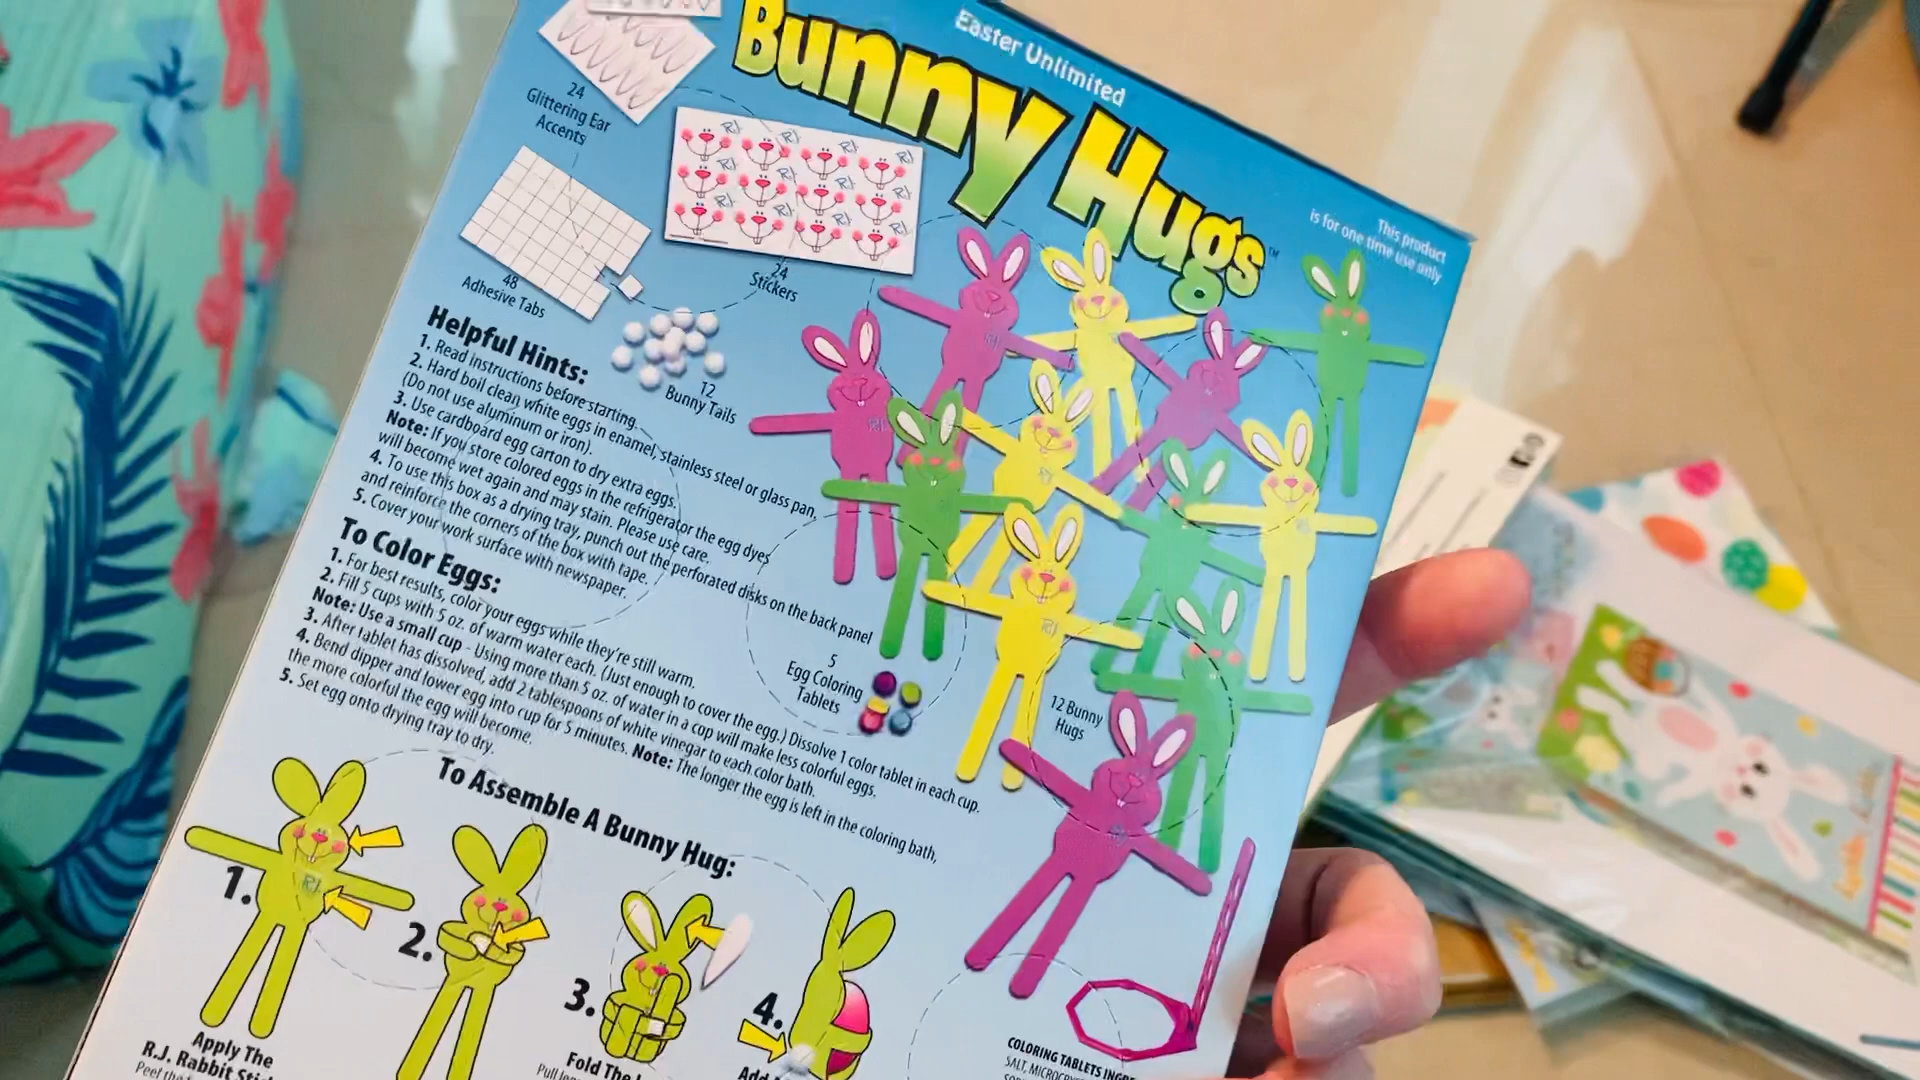 Easter Unlimited
Bunny Hugs™
This product
is for one time use only
24
Glittering Ear
Accents
48
Adhesive Tabs
24
Stickers
12
Bunny Tails
Helpful Hints:
1. Read instructions before starting.
2. Hard boil clean white eggs in enamel, stainless steel or glass pan.
(Do not use aluminum or iron).
3. Use cardboard egg carton to dry extra eggs.
Note: If you store colored eggs in the refrigerator the egg dyes
will become wet again and may stain. Please use care.
4. To use this box as a drying tray, punch out the perforated disks on the back panel
and reinforce the corners of the box with tape.
5. Cover your work surface with newspaper.
To Color Eggs:
1. For best results, color your eggs while they're still warm.
2. Fill 5 cups with 5 oz. of warm water each. (Just enough to cover the egg.) Dissolve 1 color tablet in each cup.
Note: Use a small cup - Using more than 5 oz. of water in a cup will make less colorful eggs.
3. After tablet has dissolved, add 2 tablespoons of white vinegar to each color bath.
4. Bend dipper and lower egg into cup for 5 minutes. Note: The longer the egg is left in the coloring bath,
the more colorful the egg will become.
5. Set egg onto drying tray to dry.
5
Egg Coloring
Tablets
12 Bunny
Hugs
To Assemble A Bunny Hug:
1.
2.
3.
4.
Apply The
R.J. Rabbit
Fold The
Add
COLORING TABLETS
SALT,